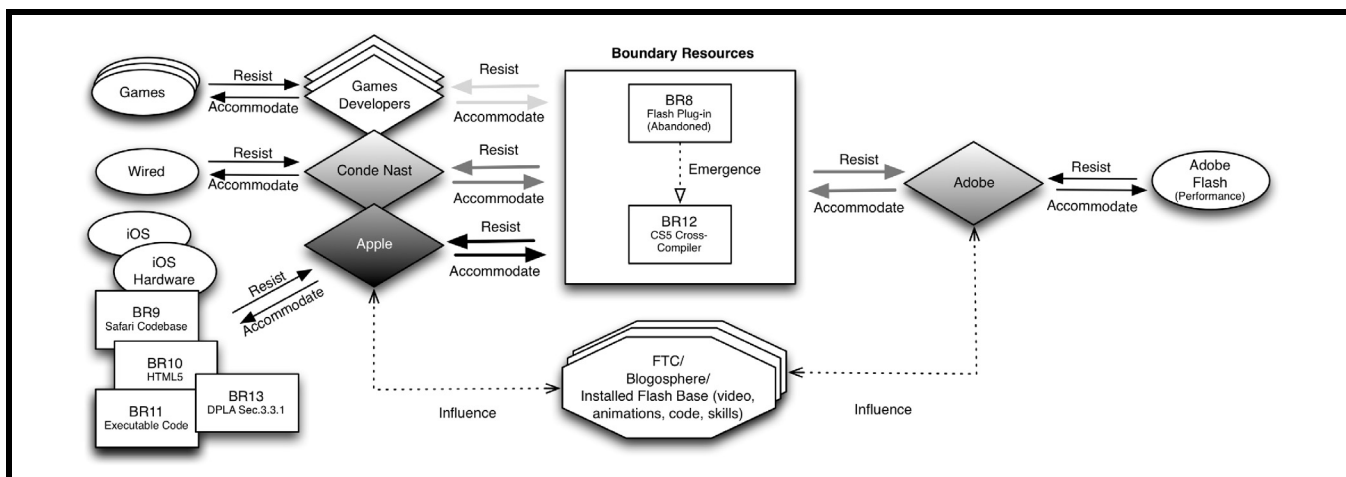 Boundary Resources
Games
Resist
Accommodate
Games
Developers
Resist
Accommodate
BR8
Flash Plug-in
(Abandoned)
Emergence
BR12
CS5 Cross-
Compiler
Wired
Resist
Accommodate
Conde Nast
Resist
Accommodate
Resist
Accommodate
Adobe
Resist
Accommodate
Adobe
Flash
(Performance)
iOS
iOS
Hardware
Apple
Resist
Accommodate
Resist
Accommodate
BR9
Safari Codebase
BR10
HTML5
BR13
DPLA Sec.3.3.1
BR11
Executable Code
Influence
FTC/
Blogosphere/
Installed Flash Base (video,
animations, code, skills)
Influence